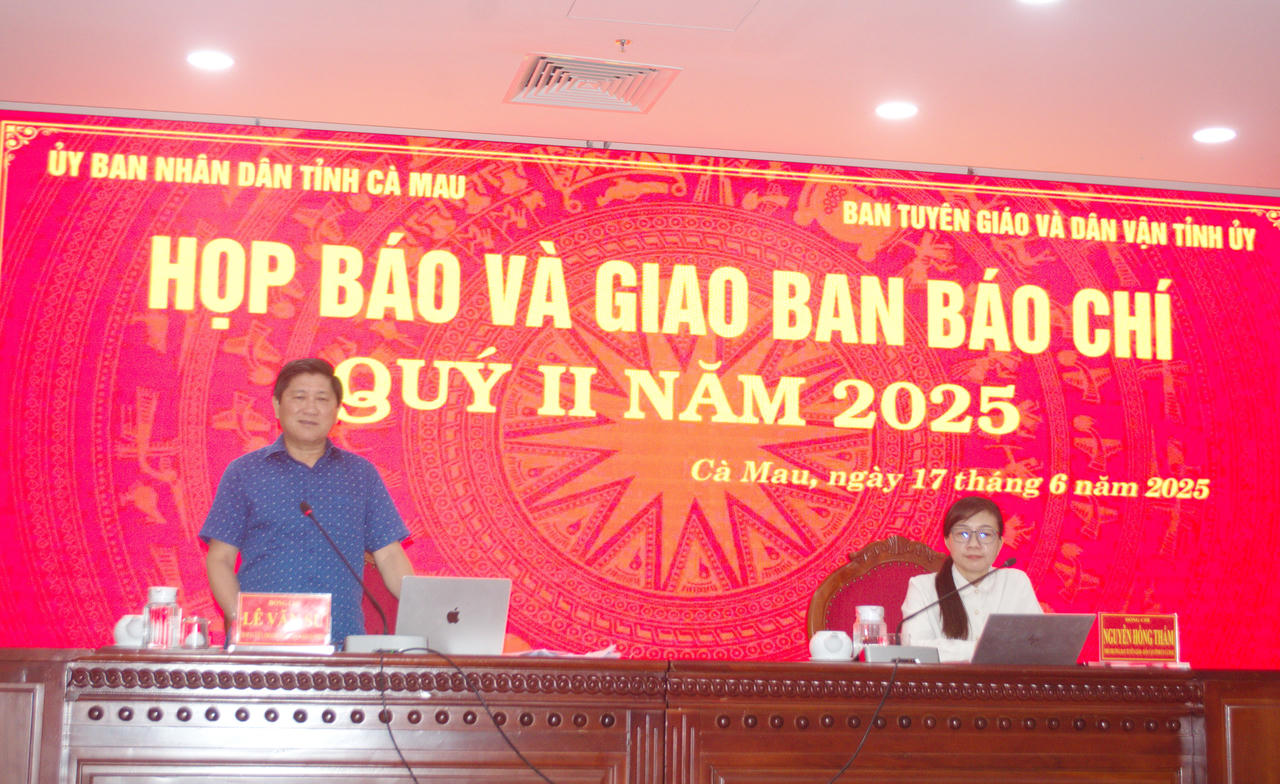 ỦY BAN NHÂN DÂN TỈNH CÀ MAU
BAN TUYÊN GIÁO VÀ DÂN VẬN TỈNH ỦY
HỌP BÁO VÀ GIAO BAN BÁO CHÍ
QUÝ II NĂM 2025
Cà Mau, ngày 17 tháng 6 năm 2025
LÊ VĂN SỬ
ĐỒNG CHÍ
NGUYỄN HỒNG THẮM